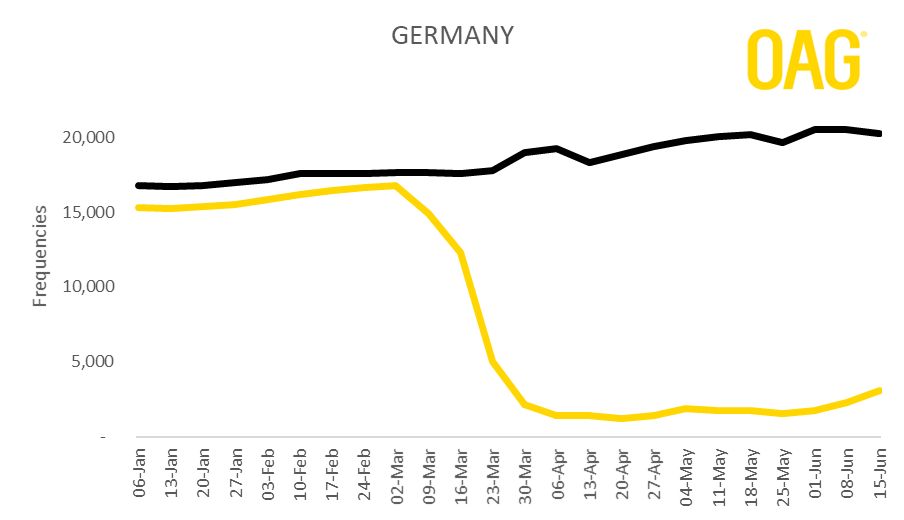 GERMANY
OAG®
Frequencies
20,000
15,000
10,000
5,000
-
06-Jan
13-Jan
20-Jan
27-Jan
03-Feb
10-Feb
17-Feb
24-Feb
02-Mar
09-Mar
16-Mar
23-Mar
30-Mar
06-Apr
13-Apr
20-Apr
27-Apr
04-May
11-May
18-May
25-May
01-Jun
08-Jun
15-Jun